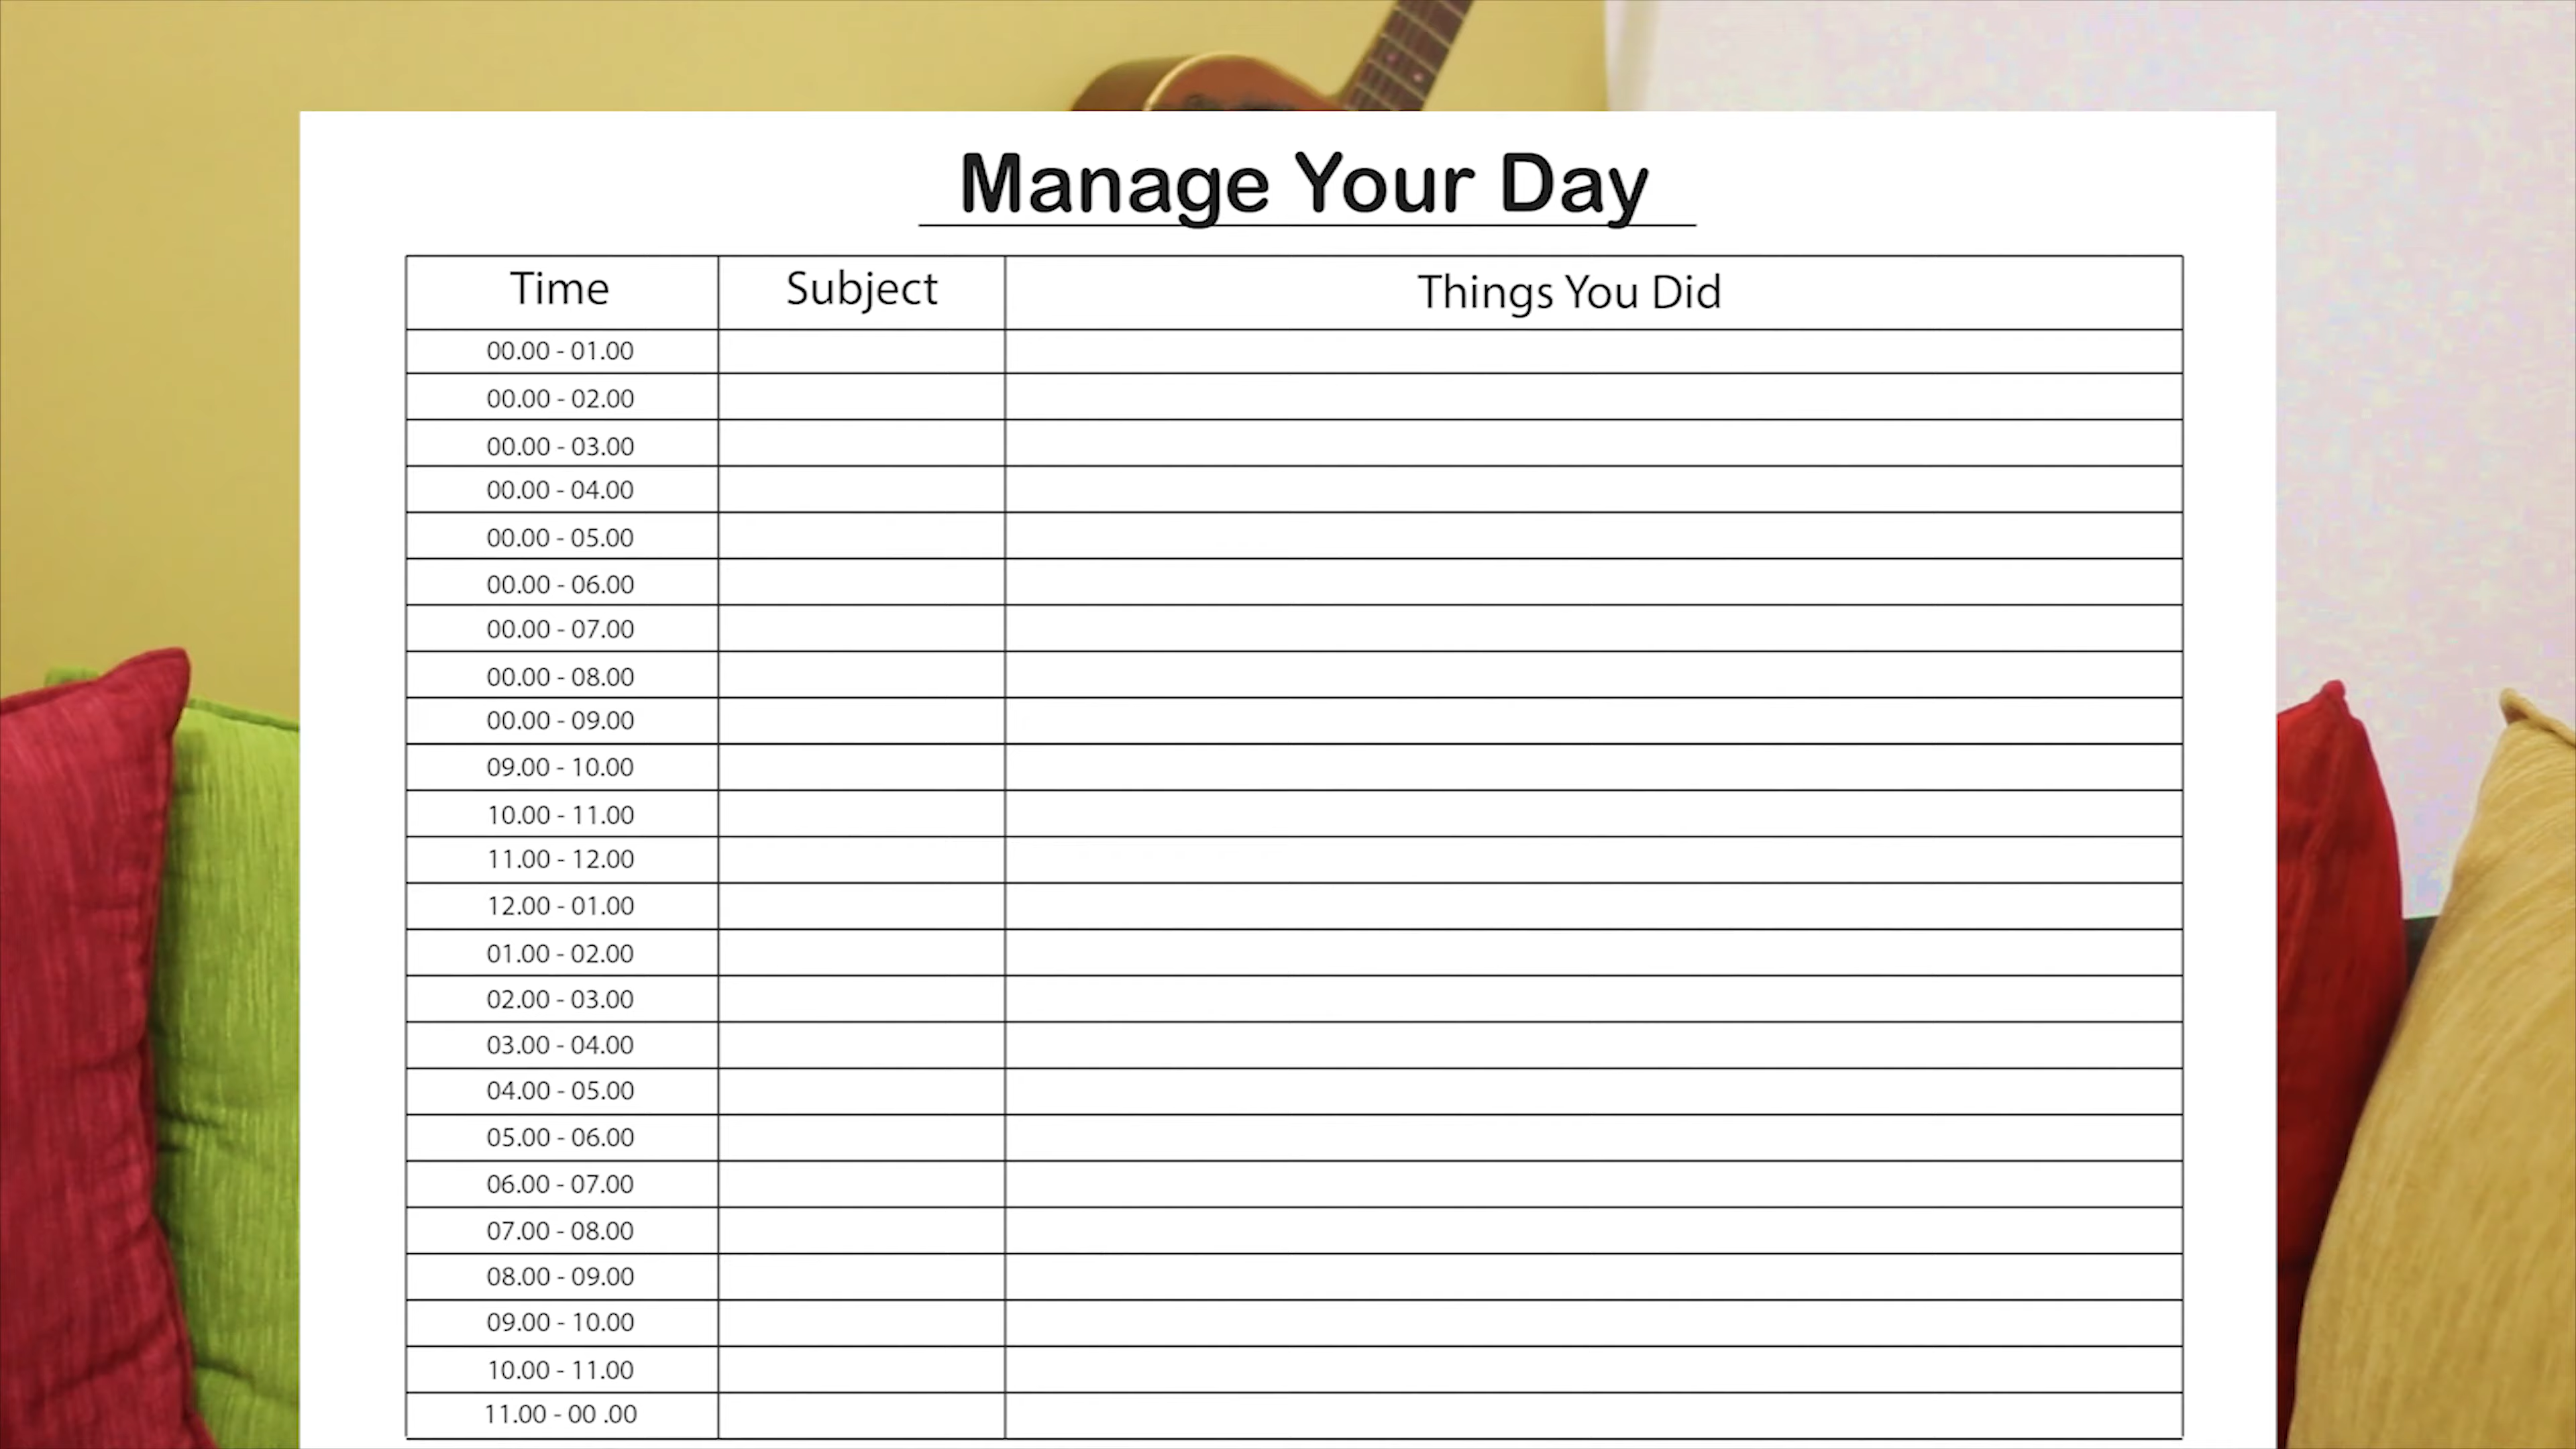 Manage Your Day
Time Subject Things You Did
00.00 - 01.00
00.00 - 02.00
00.00 - 03.00
00.00 - 04.00
00.00 - 05.00
00.00 - 06.00
00.00 - 07.00
00.00 - 08.00
00.00 - 09.00
09.00 - 10.00
10.00 - 11.00
11.00 - 12.00
12.00 - 01.00
01.00 - 02.00
02.00 - 03.00
03.00 - 04.00
04.00 - 05.00
05.00 - 06.00
06.00 - 07.00
07.00 - 08.00
08.00 - 09.00
09.00 - 10.00
10.00 - 11.00
11.00 - 00 .00